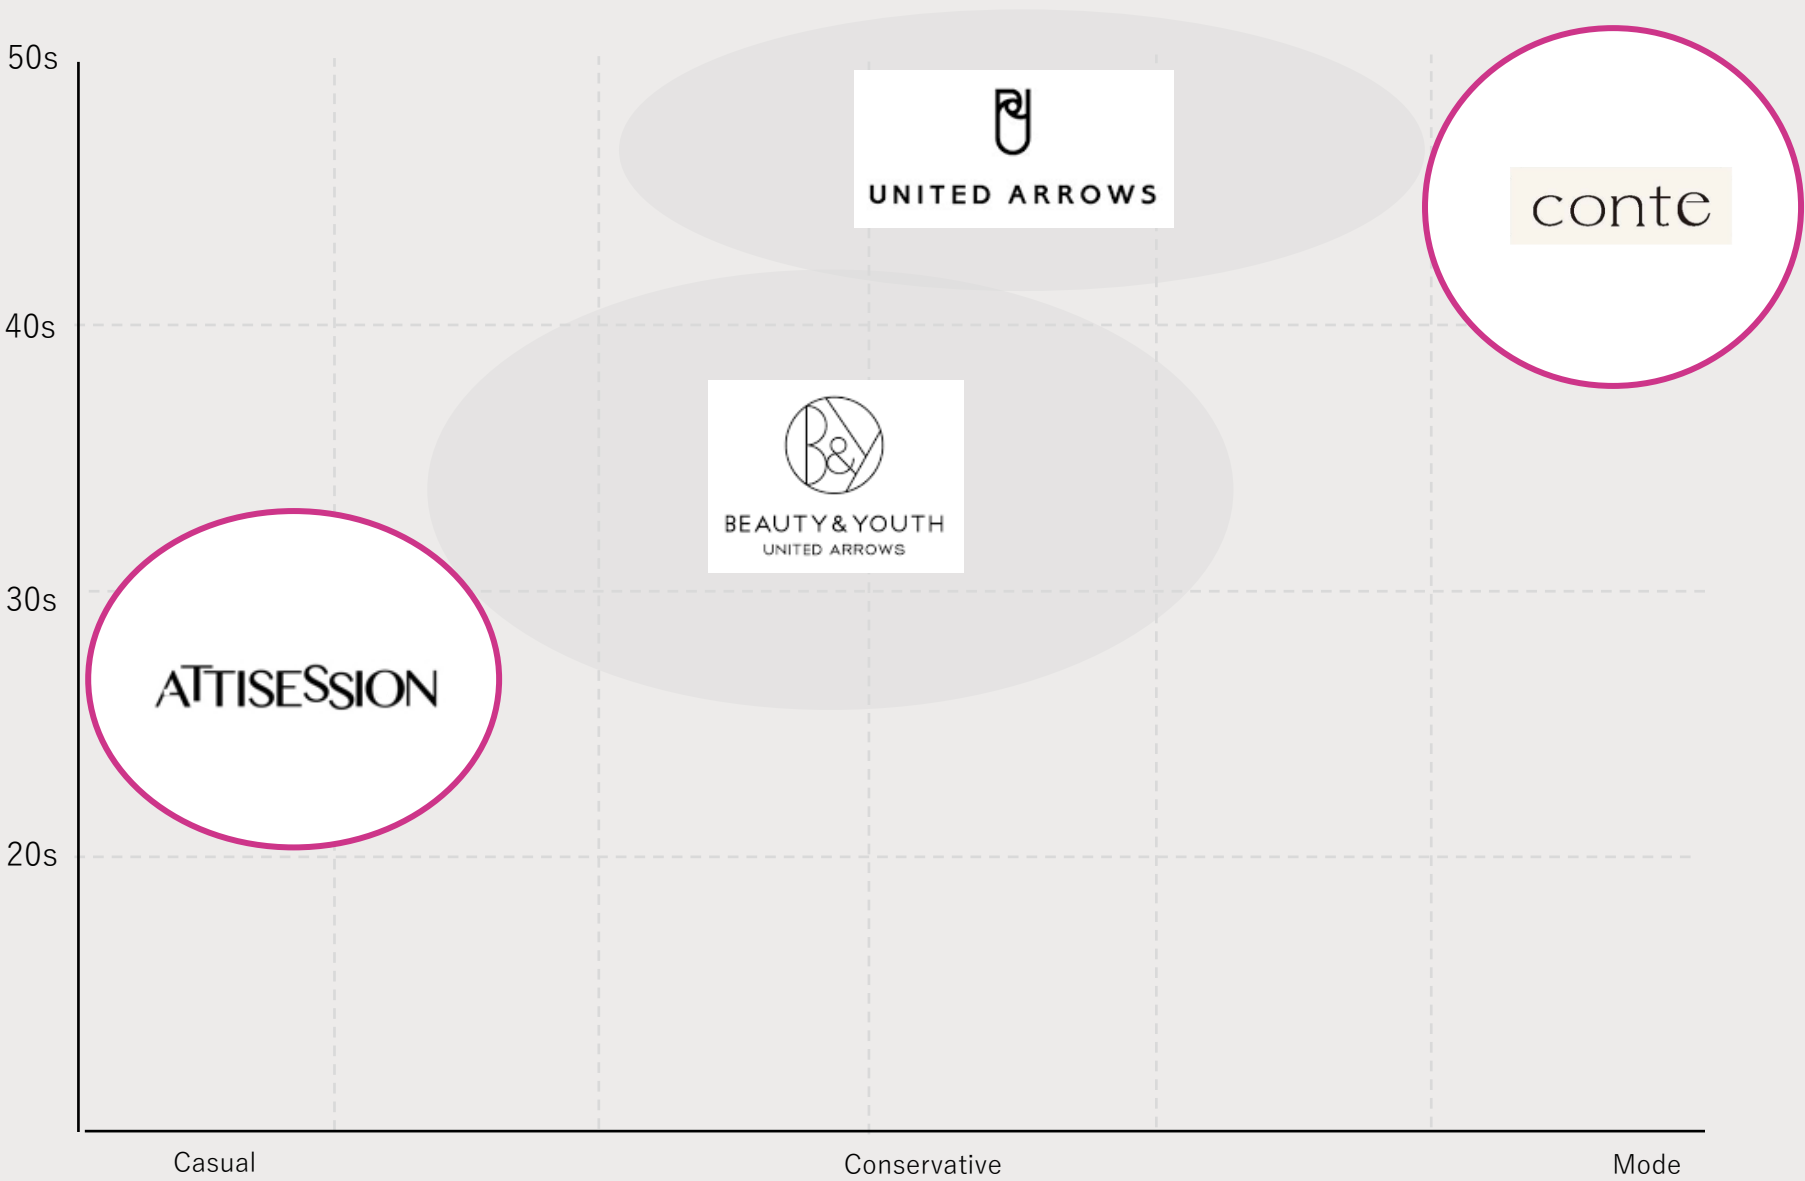 50s
UNITED ARROWS
conte
40s
B&Y
BEAUTY & YOUTH
UNITED ARROWS
30s
ATTISESSION
20s
Casual
Conservative
Mode